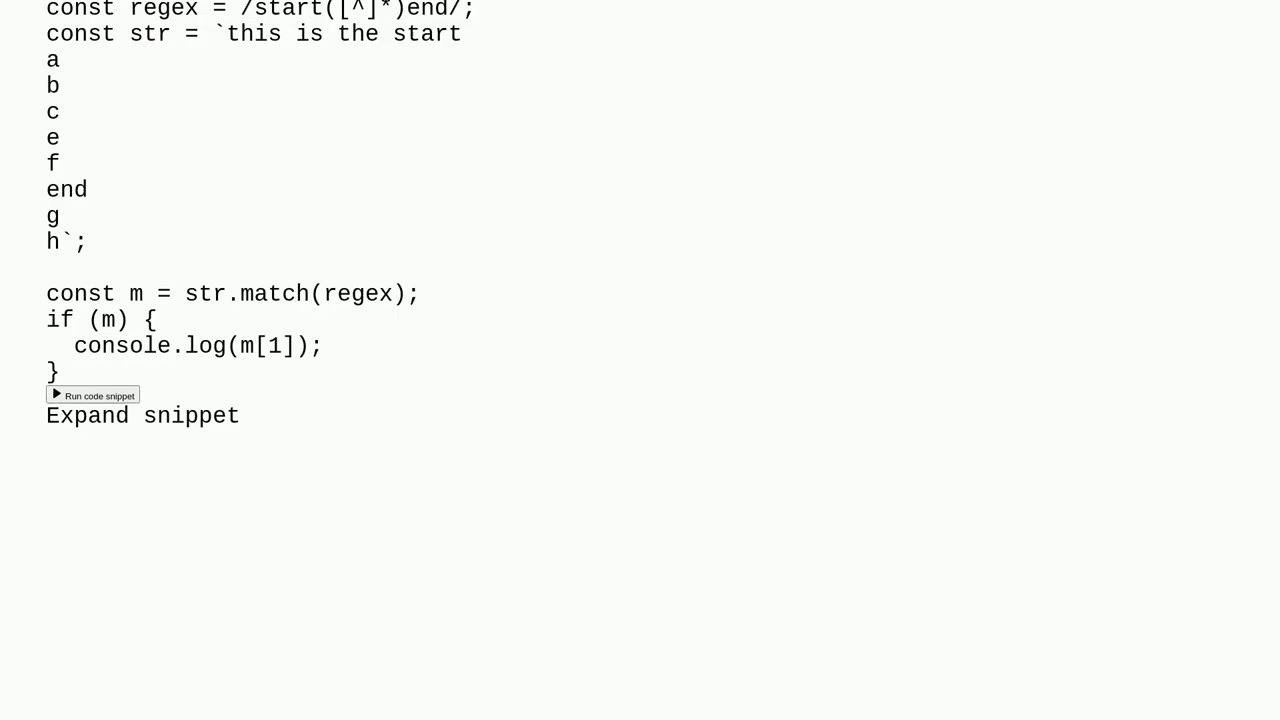 const regex = /start([^]*)end/;
const str = `this is the start
a
b
c
e
f
end
g
h`;
const m = str.match(regex);
if (m) {
  console.log(m[1]);
}
Run code snippet
Expand snippet